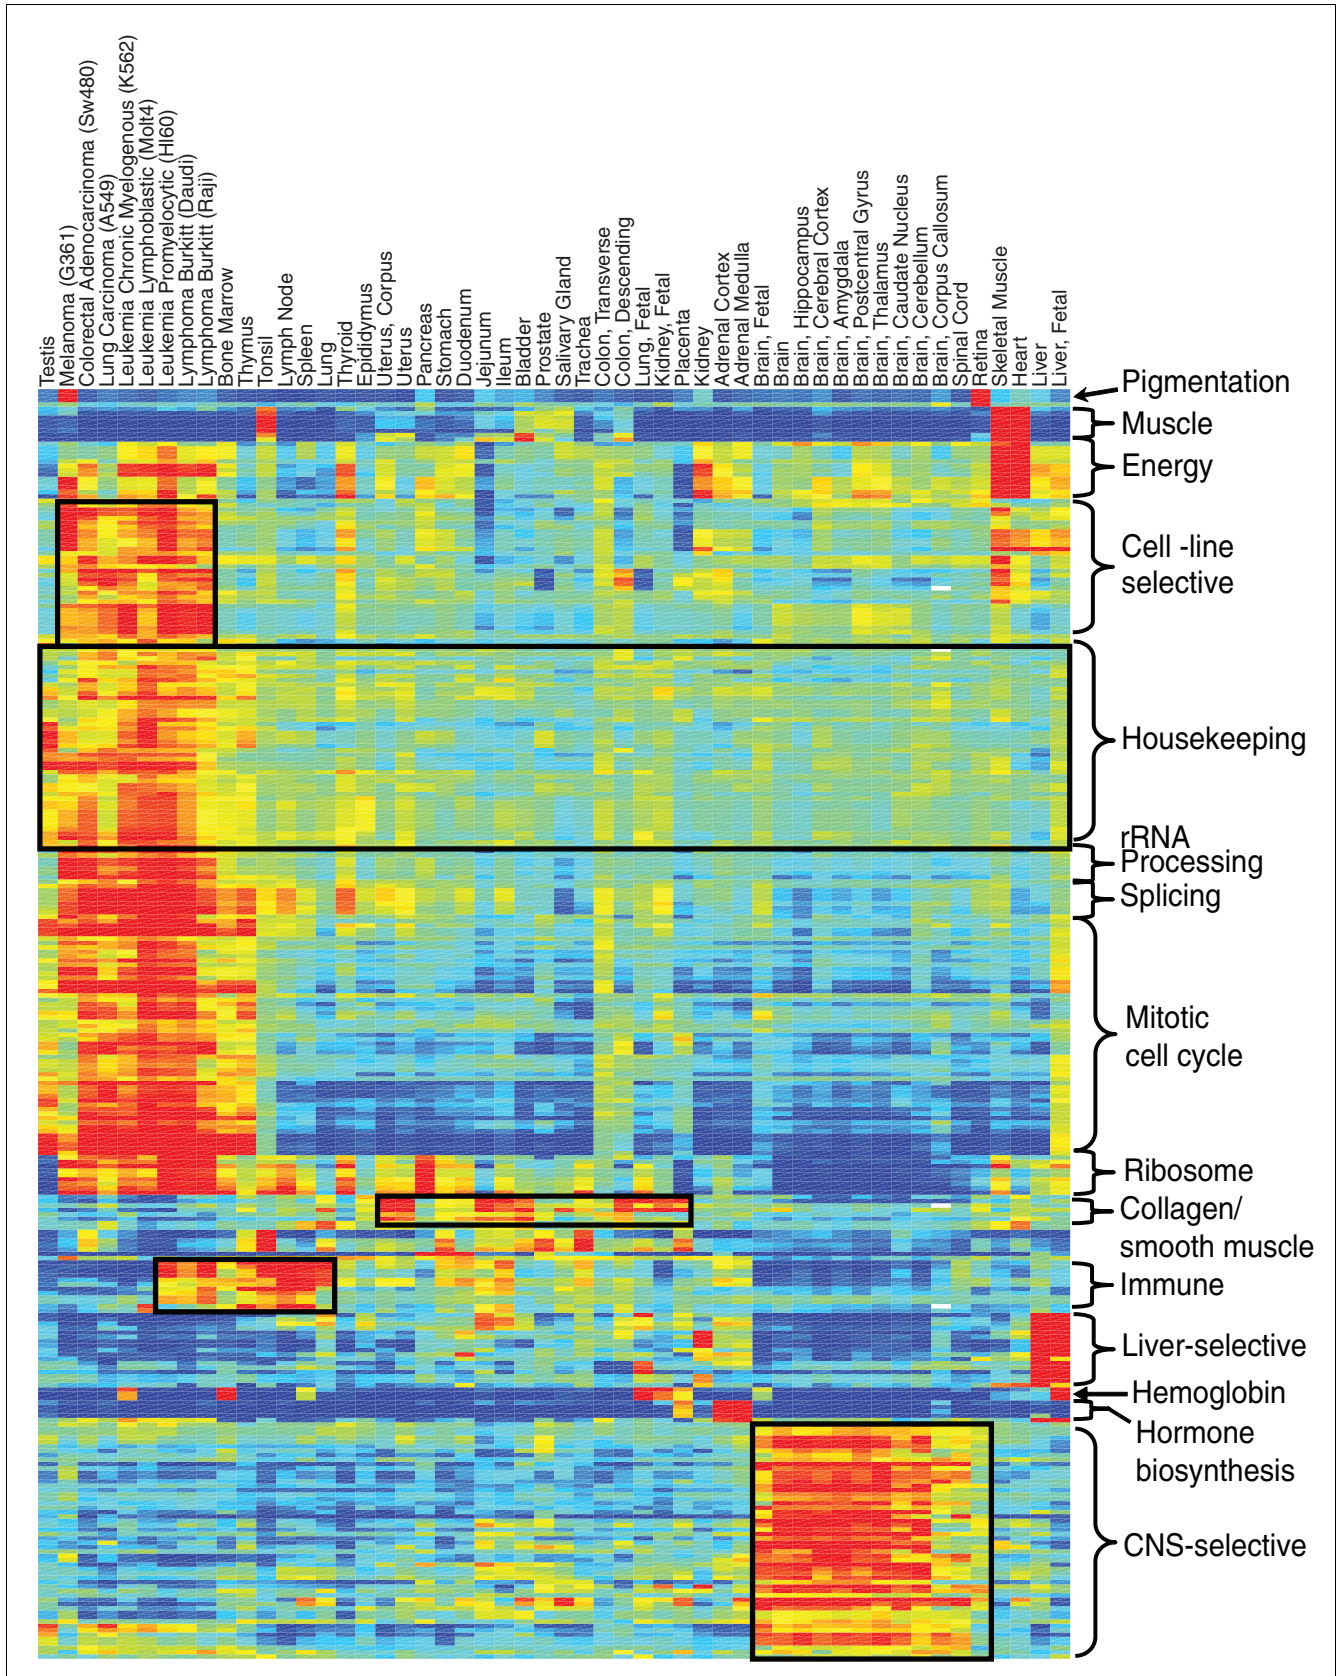 Testis
Melanoma (G361)
Colorectal Adenocarcinoma (Sw480)
Lung Carcinoma (A549)
Leukemia Chronic Myelogenous (K562)
Leukemia Lymphoblastic (Molt4)
Leukemia Promyelocytic (Hl60)
Lymphoma Burkitt (Daudi)
Lymphoma Burkitt (Raji)
Bone Marrow
Thymus
Tonsil
Lymph Node
Spleen
Lung
Thyroid
Epididymus
Uterus, Corpus
Uterus
Pancreas
Stomach
Duodenum
Jejunum
Ileum
Bladder
Prostate
Salivary Gland
Trachea
Colon, Transverse
Colon, Descending
Lung, Fetal
Kidney, Fetal
Placenta
Kidney
Adrenal Cortex
Adrenal Medulla
Brain, Fetal
Brain
Brain, Hippocampus
Brain, Cerebral Cortex
Brain, Amygdala
Brain, Postcentral Gyrus
Brain, Thalamus
Brain, Caudate Nucleus
Brain, Cerebellum
Brain, Corpus Callosum
Spinal Cord
Retina
Skeletal Muscle
Heart
Liver
Liver, Fetal
Pigmentation
Muscle
Energy
Cell -line
selective
Housekeeping
rRNA
Processing
Splicing
Mitotic
cell cycle
Ribosome
Collagen/
smooth muscle
Immune
Liver-selective
Hemoglobin
Hormone
biosynthesis
CNS-selective